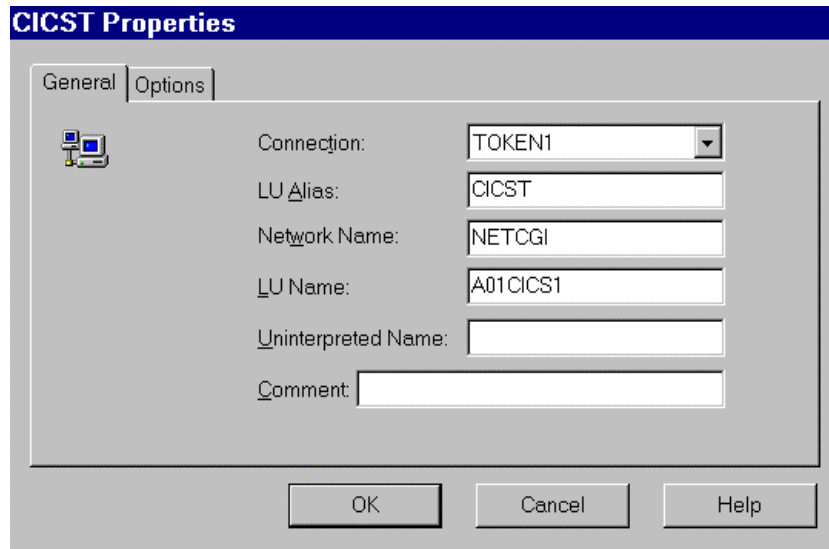 CICST Properties
General Options
Connection: TOKEN1
LU Alias: CICST
Network Name: NETCGI
LU Name: A01CICS1
Uninterpreted Name:
Comment:
OK Cancel Help